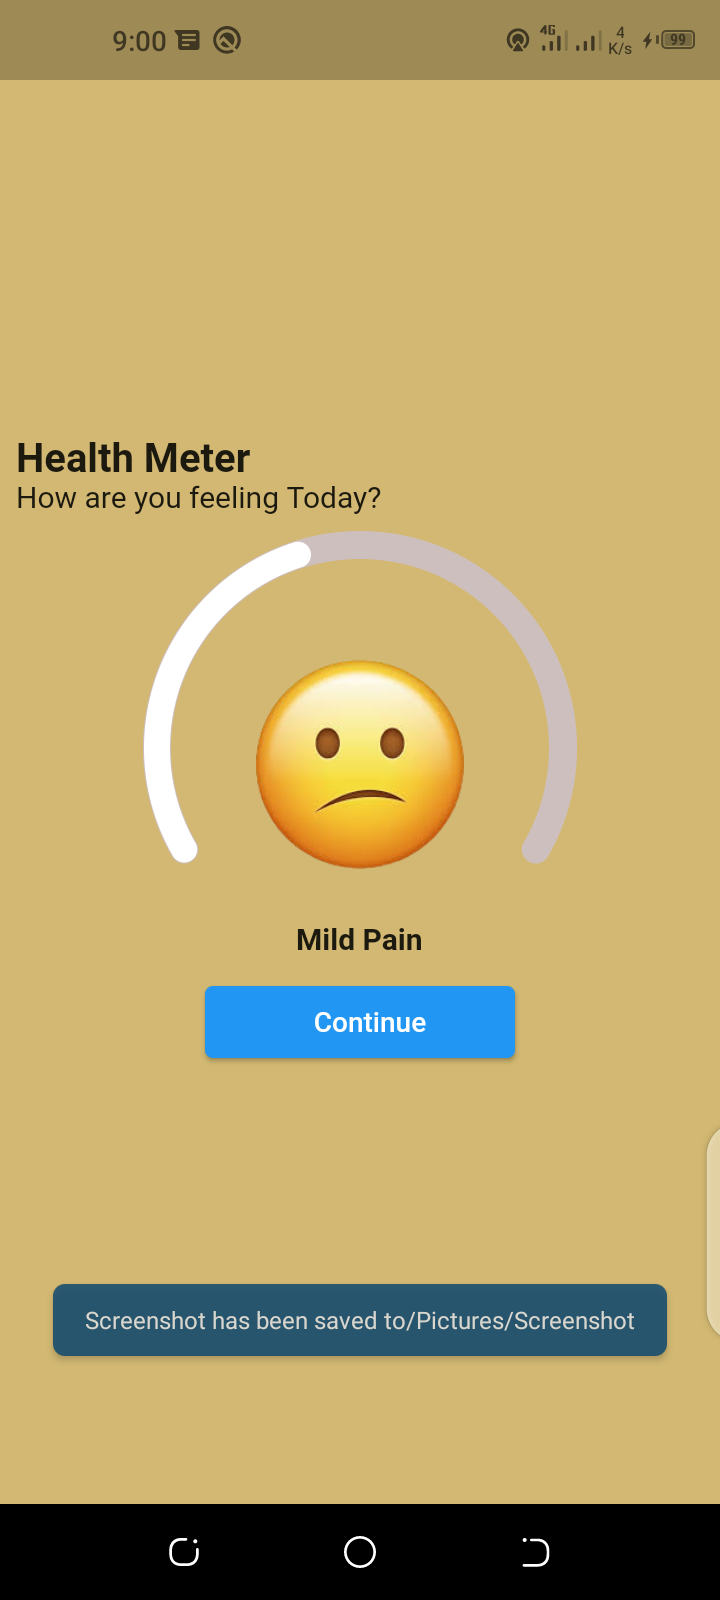 9:00
4G
4
K/s
99
Health Meter
How are you feeling Today?
Mild Pain
Continue
Screenshot has been saved to/Pictures/Screenshot